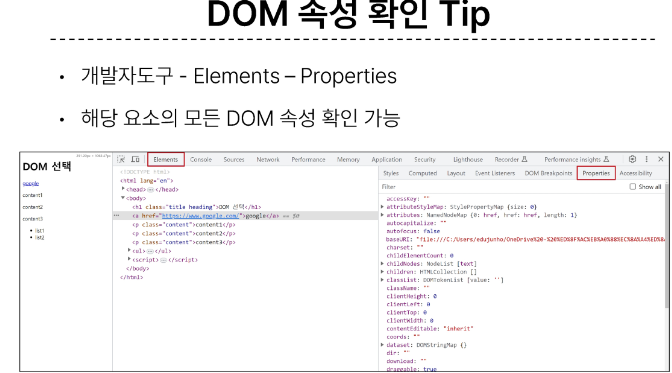 DOM 속성 확인 Tip
• 개발자도구 - Elements – Properties
• 해당 요소의 모든 DOM 속성 확인 가능
DOM 선택
google
content1
content2
content3
list1
list2
Elements Console Sources Network Performance Memory Application Security Lighthouse Recorder Performance insights
<!DOCTYPE html>
<html lang="en">
<head> </head>
<body>
<h1 class="title heading">DOM 선택</h1>
<a href="https://www.google.com/">google</a> == $0
<p class="content">content1</p>
<p class="content">content2</p>
<p class="content">content3</p>
<ul> </ul>
<script> </script>
</body>
</html>
Styles Computed Layout Event Listeners DOM Breakpoints Properties Accessibility
Filter Show all
accessKey: ""
attributeStyleMap: StylePropertyMap {size: 0}
attributes: NamedNodeMap {0: href, href: href, length: 1}
autocapitalize: ""
autofocus: false
baseURI: "file:///C:/Users/edujunho/OneDrive%20
charset: ""
childElementCount: 0
childNodes: NodeList [text]
children: HTMLCollection []
classList: DOMTokenList [value: '']
className: ""
clientHeight: 0
clientLeft: 0
clientTop: 0
clientWidth: 0
contentEditable: "inherit"
coords: ""
dataset: DOMStringMap {}
dir: ""
download: ""
draggable: true